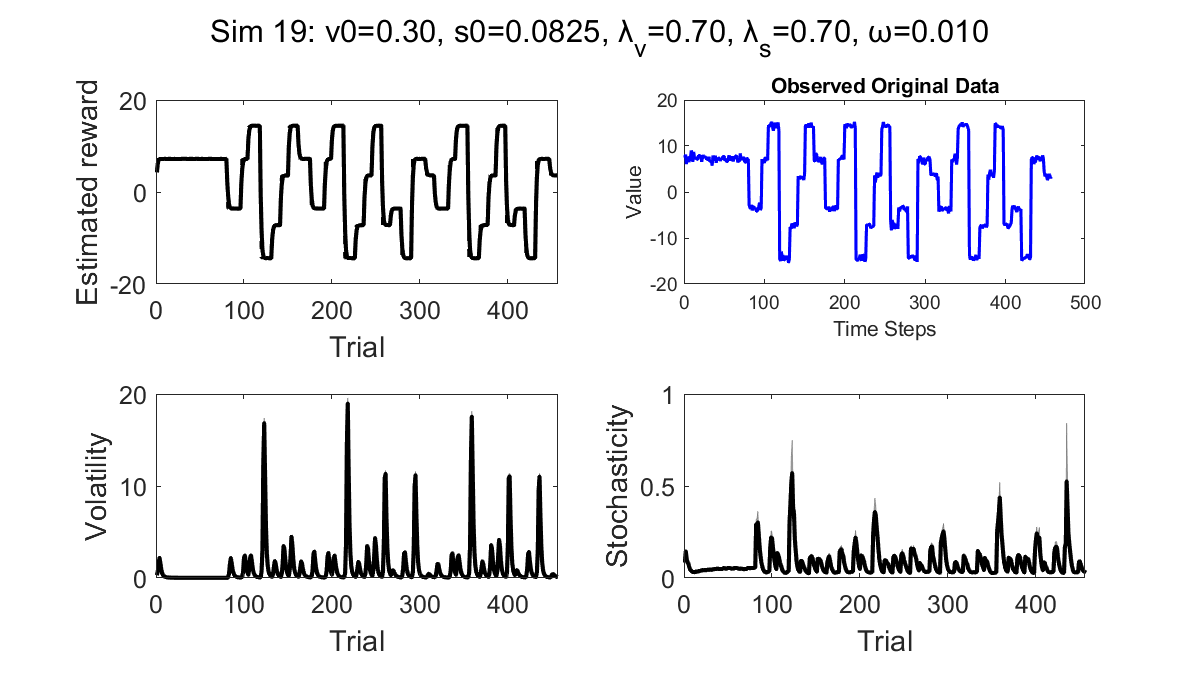 Sim 19: v0=0.30, s0=0.0825, λv=0.70, λs=0.70, ω=0.010
Estimated reward
20
0
-20
0 100 200 300 400
Trial
Observed Original Data
Value
20
10
0
-10
-20
0 100 200 300 400 500
Time Steps
Volatility
20
10
0
0 100 200 300 400
Trial
Stochasticity
1
0.5
0
0 100 200 300 400
Trial